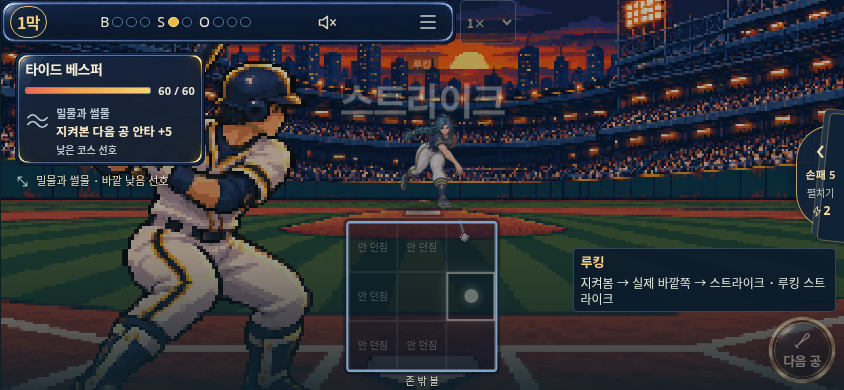 1막
B S O
1×
타이드 베스퍼
60 / 60
밀물과 썰물
지켜본 다음 공 안타 +5
낮은 코스 선호
밀물과 썰물 · 바깥 낮음 선호
루킹
스트라이크
손패 5
펼치기
2
안 던짐 안 던짐
안 던짐
안 던짐 안 던짐
존 밖 볼
루킹
지켜봄 → 실제 바깥쪽 → 스트라이크 · 루킹 스트
라이크
다음 공